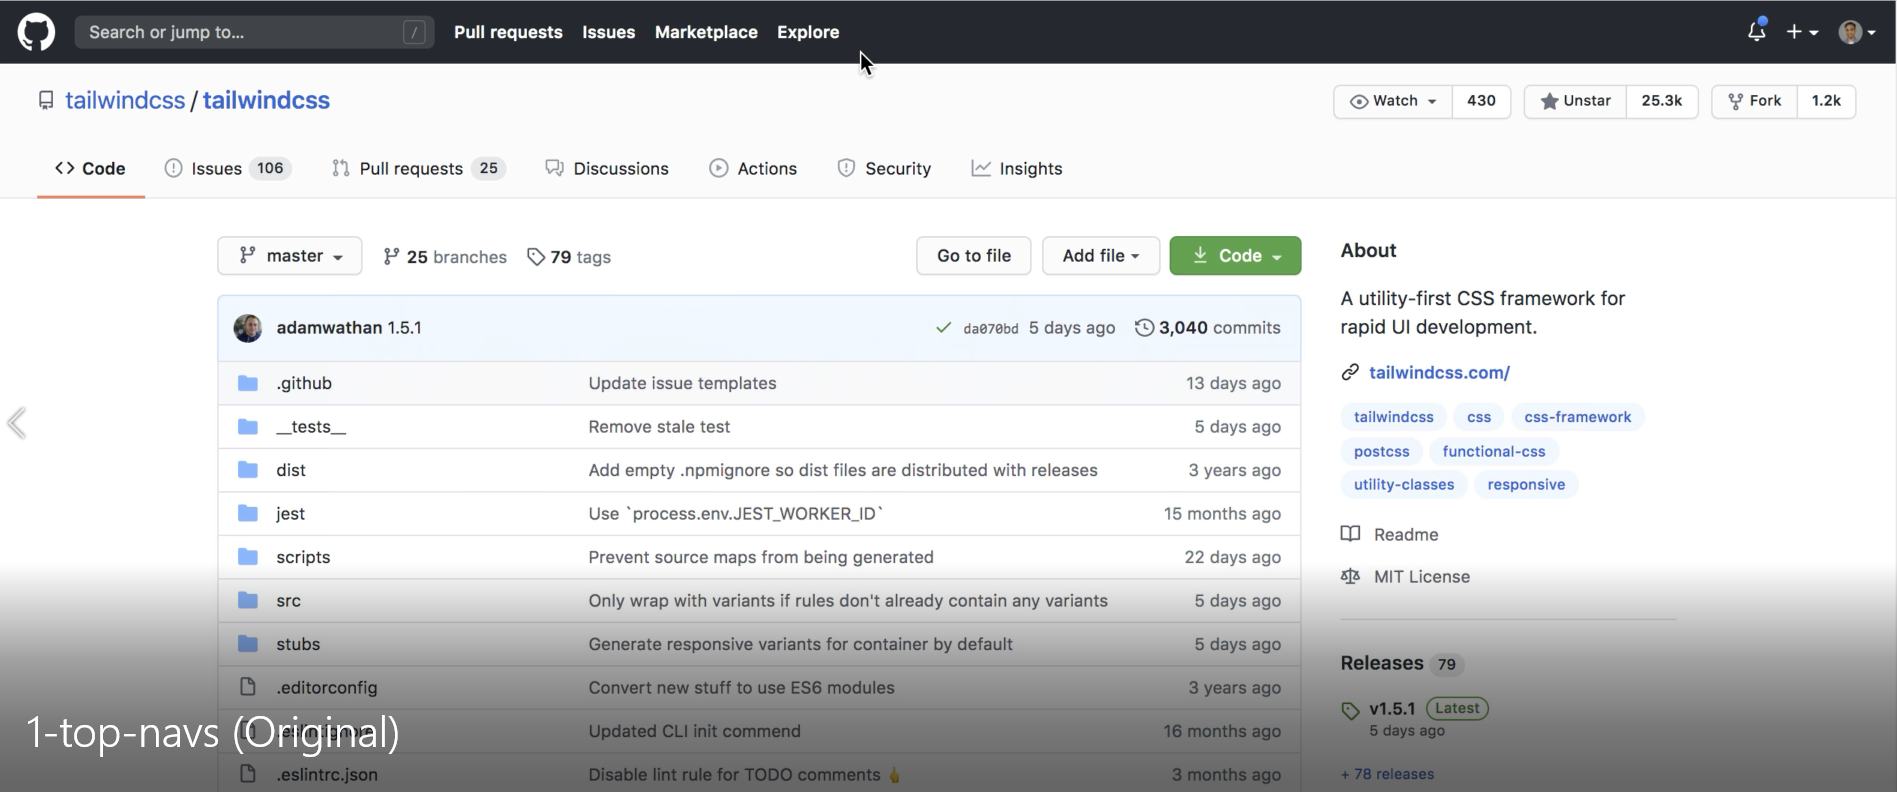 Search or jump to... / Pull requests Issues Marketplace Explore
tailwindcss / tailwindcss Watch 430 Unstar 25.3k Fork 1.2k
Code Issues 106 Pull requests 25 Discussions Actions Security Insights
master 25 branches 79 tags Go to file Add file Code
adamwathan 1.5.1 da070bd 5 days ago 3,040 commits
.github Update issue templates 13 days ago
__tests__ Remove stale test 5 days ago
dist Add empty .npmignore so dist files are distributed with releases 3 years ago
jest Use `process.env.JEST_WORKER_ID` 15 months ago
scripts Prevent source maps from being generated 22 days ago
src Only wrap with variants if rules don't already contain any variants 5 days ago
stubs Generate responsive variants for container by default 5 days ago
.editorconfig Convert new stuff to use ES6 modules 3 years ago
.eslintignore Updated CLI init commend 16 months ago
.eslintrc.json Disable lint rule for TODO comments 🖕 3 months ago
About
A utility-first CSS framework for
rapid UI development.
tailwindcss.com/
tailwindcss css css-framework
postcss functional-css
utility-classes responsive
Readme
MIT License
Releases 79
v1.5.1 Latest
5 days ago
+ 78 releases
1-top-navs (Original)